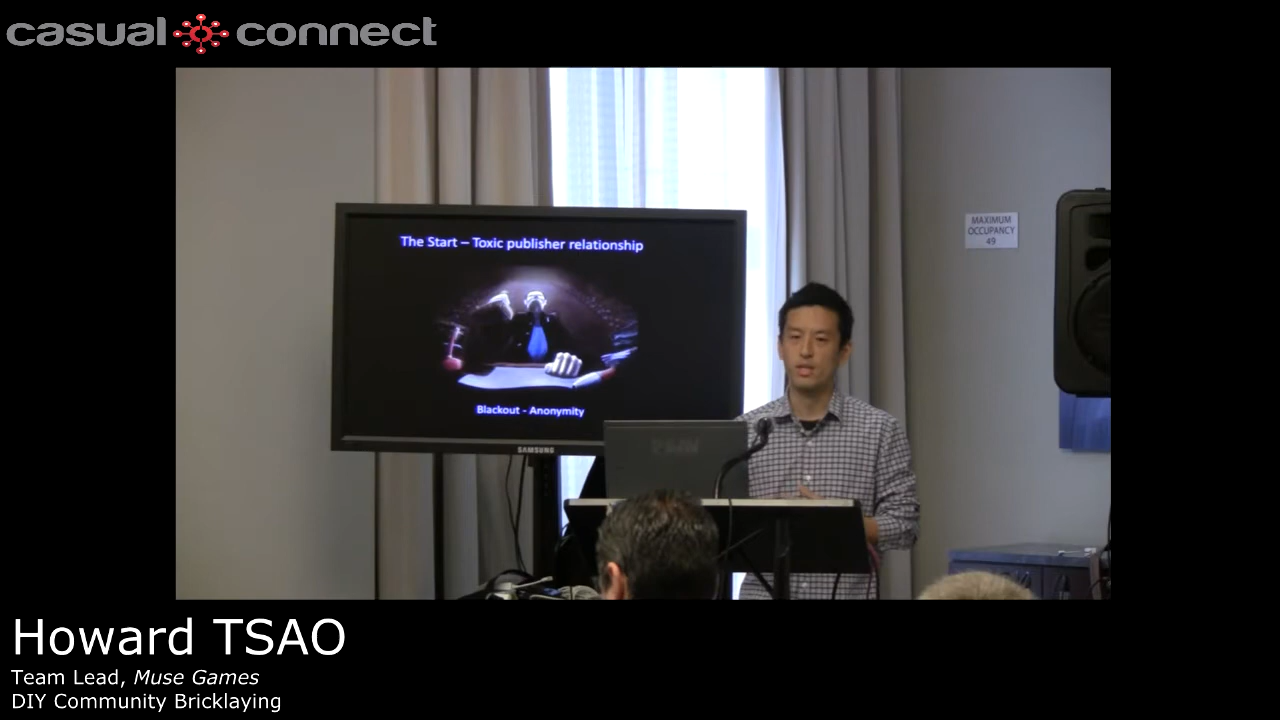 casual connect
The Start – Toxic publisher relationship
Blackout - Anonymity
SAMSUNG
MAXIMUM
OCCUPANCY
49
Howard TSAO
Team Lead, Muse Games
DIY Community Bricklaying